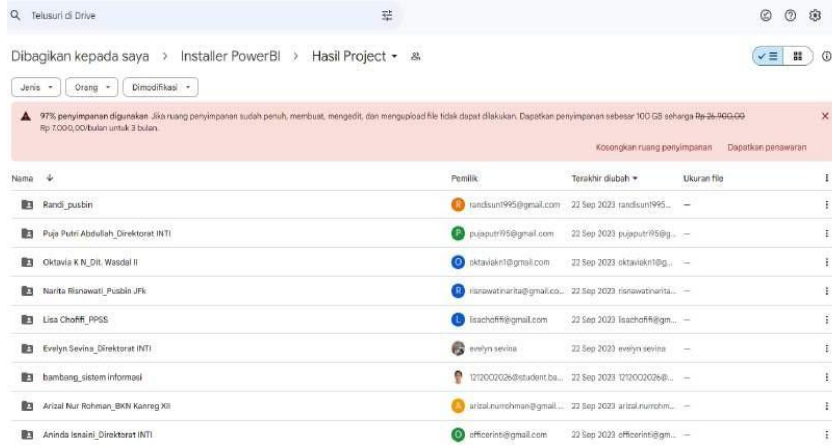 Telusuri di Drive
Dibagikan kepada saya > Installer PowerBI > Hasil Project
Jenis Orang Dimodifikasi
97% penyimpanan digunakan Jika ruang penyimpanan sudah penuh, membuat, mengedit, dan mengupload file tidak dapat dilakukan. Dapatkan penyimpanan sebesar 100 GB seharga Rp 26.900,00
Rp 7.000,00/bulan untuk 3 bulan.
Kosongkan ruang penyimpanan Dapatkan penawaran
Nama Pemilik Terakhir diubah Ukuran file
Randi_pusbin R randisun1995@gmail.com 22 Sep 2023 randisun1995... —
Puja Putri Abdullah_Direktorat INTI P pujaputri95@gmail.com 22 Sep 2023 pujaputri95@g... —
Oktavia K N_Dit. Wasdal II O oktaviakn1@gmail.com 22 Sep 2023 oktaviakn1@g... —
Narita Risnawati_Pusbin JFk R risnawatinarita@gmail.co... 22 Sep 2023 risnawatinarita... —
Lisa Chofifi_PPSS L lisachofifi@gmail.com 22 Sep 2023 lisachofifi@gm... —
Evelyn Sevina_Direktorat INTI evelyn sevina 22 Sep 2023 evelyn sevina —
bambang_sistem informasi 1212002026@student.ba... 22 Sep 2023 1212002026@... —
Arizal Nur Rohman_BKN Kanreg XII A arizal.nurrohman@gmail... 22 Sep 2023 arizal.nurrohm... —
Aninda Isnaini_Direktorat INTI O officerinti@gmail.com 22 Sep 2023 officerinti@gm... —